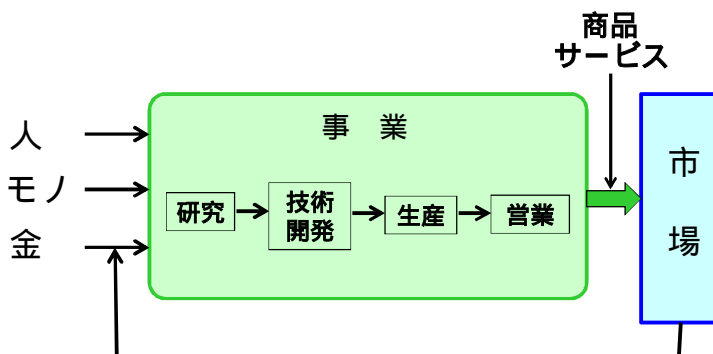 商品
サービス
事　業
人
モノ
金
研究
技術
開発
生産
営業
市
場